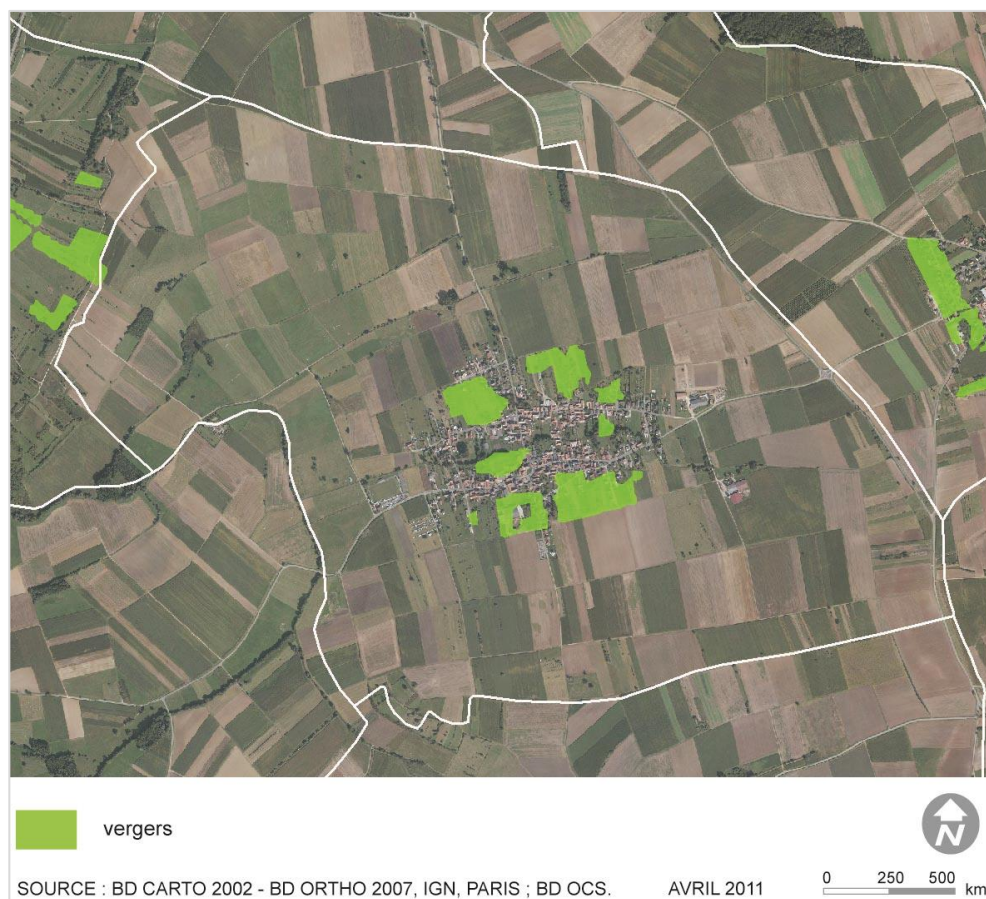 vergers
N
SOURCE : BD CARTO 2002 - BD ORTHO 2007, IGN, PARIS ; BD OCS. AVRIL 2011
0 250 500
km